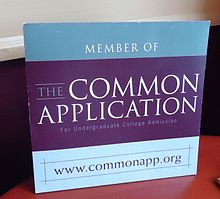 MEMBER OF
THE COMMON
APPLICATION
For Undergraduate College Admission
www.commonapp.org